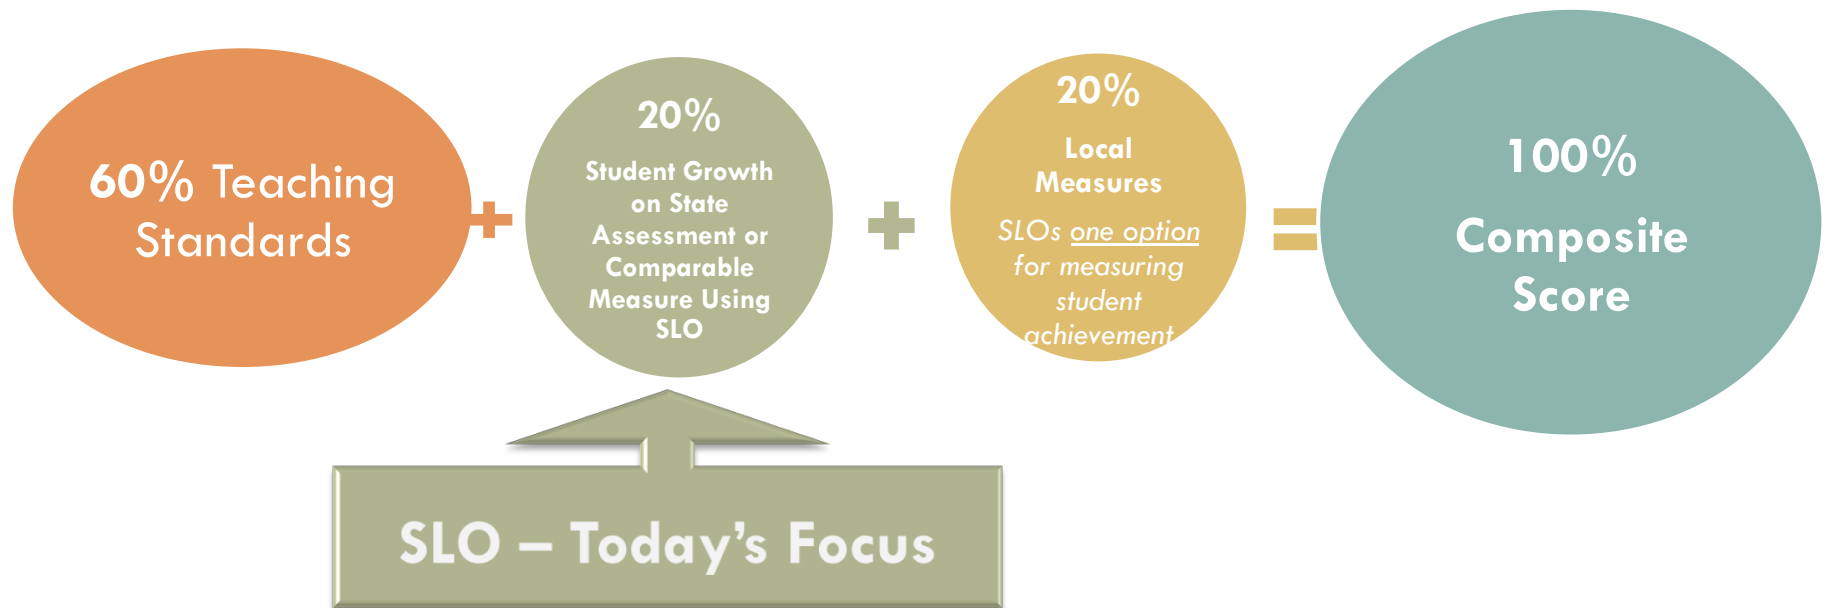 60% Teaching
Standards
+
20%
Student Growth
on State
Assessment or
Comparable
Measure Using
SLO
+
20%
Local
Measures
SLOs one option
for measuring
student
achievement
=
100%
Composite
Score
SLO – Today's Focus